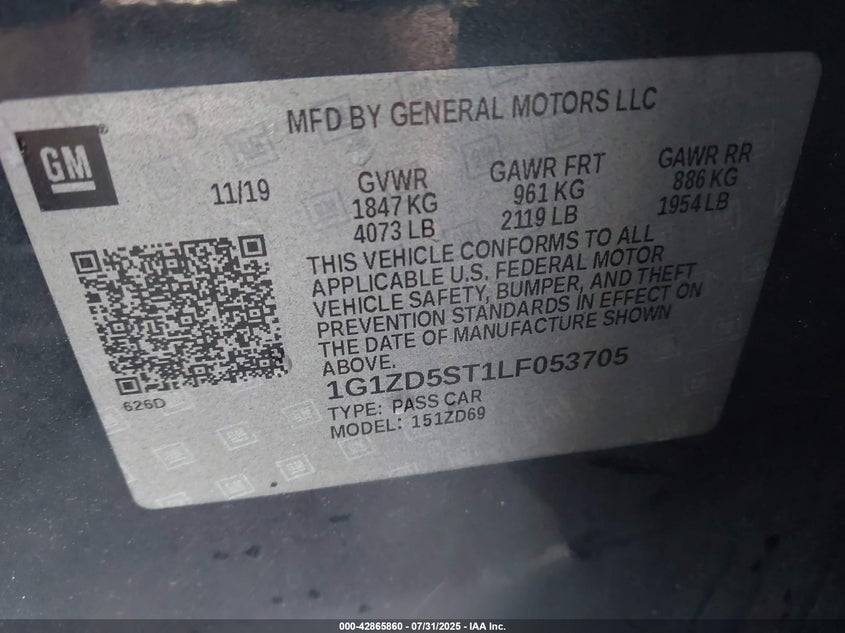 MFD BY GENERAL MOTORS LLC
GM
11/19
GVWR
1847 KG
4073 LB
GAWR FRT
961 KG
2119 LB
GAWR RR
886 KG
1954 LB
THIS VEHICLE CONFORMS TO ALL
APPLICABLE U.S. FEDERAL MOTOR
VEHICLE SAFETY, BUMPER, AND THEFT
PREVENTION STANDARDS IN EFFECT ON
THE DATE OF MANUFACTURE SHOWN
ABOVE.
626D
1G1ZD5ST1LF053705
TYPE: PASS CAR
MODEL: 151ZD69
000-42865860 - 07/31/2025 - IAA Inc.